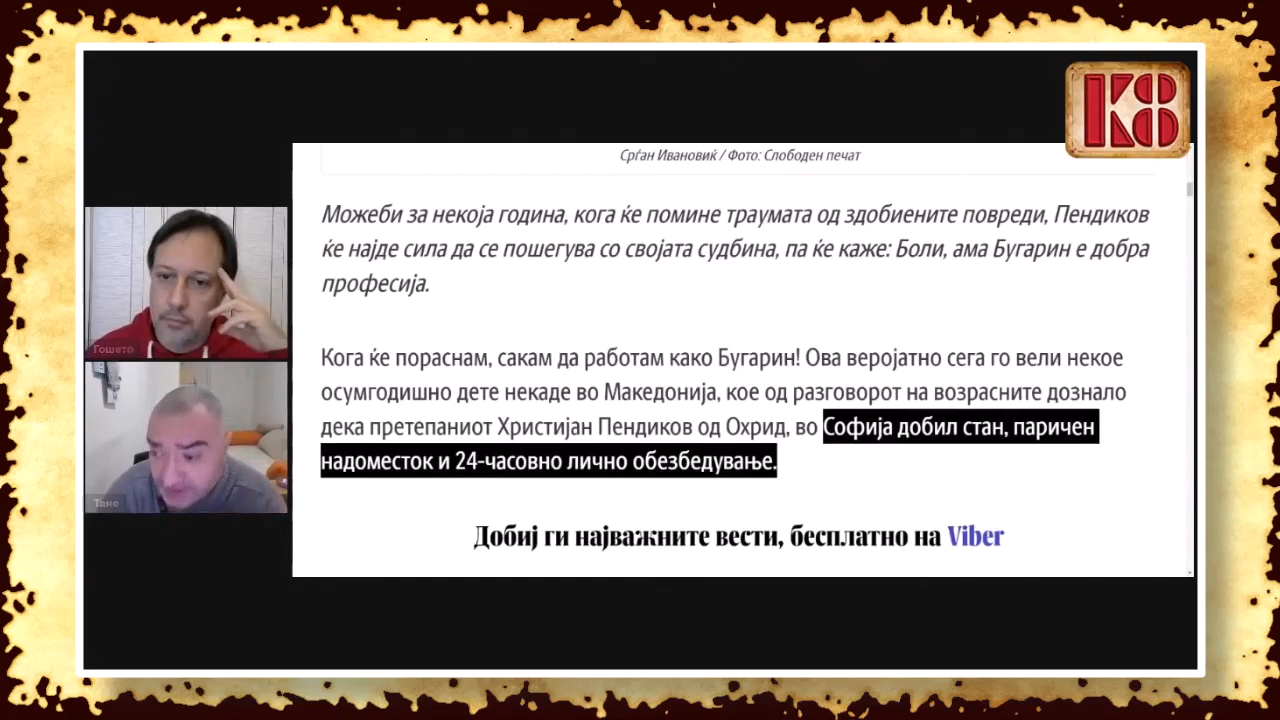 K8
Срѓан Ивановиќ / Фото: Слободен печат
Можеби за некоја година, кога ќе помине траумата од здобиените повреди, Пендиков
ќе најде сила да се пошегува со својата судбина, па ќе каже: Боли, ама Бугарин е добра
професија.
Гошето
Кога ќе пораснам, сакам да работам како Бугарин! Ова веројатно сега го вели некое
осумгодишно дете некаде во Македонија, кое од разговорот на возрасните дознало
дека претепаниот Христијан Пендиков од Охрид, во Софија добил стан, паричен
надоместок и 24-часовно лично обезбедување.
Тане
Добиј ги најважните вести, бесплатно на Viber